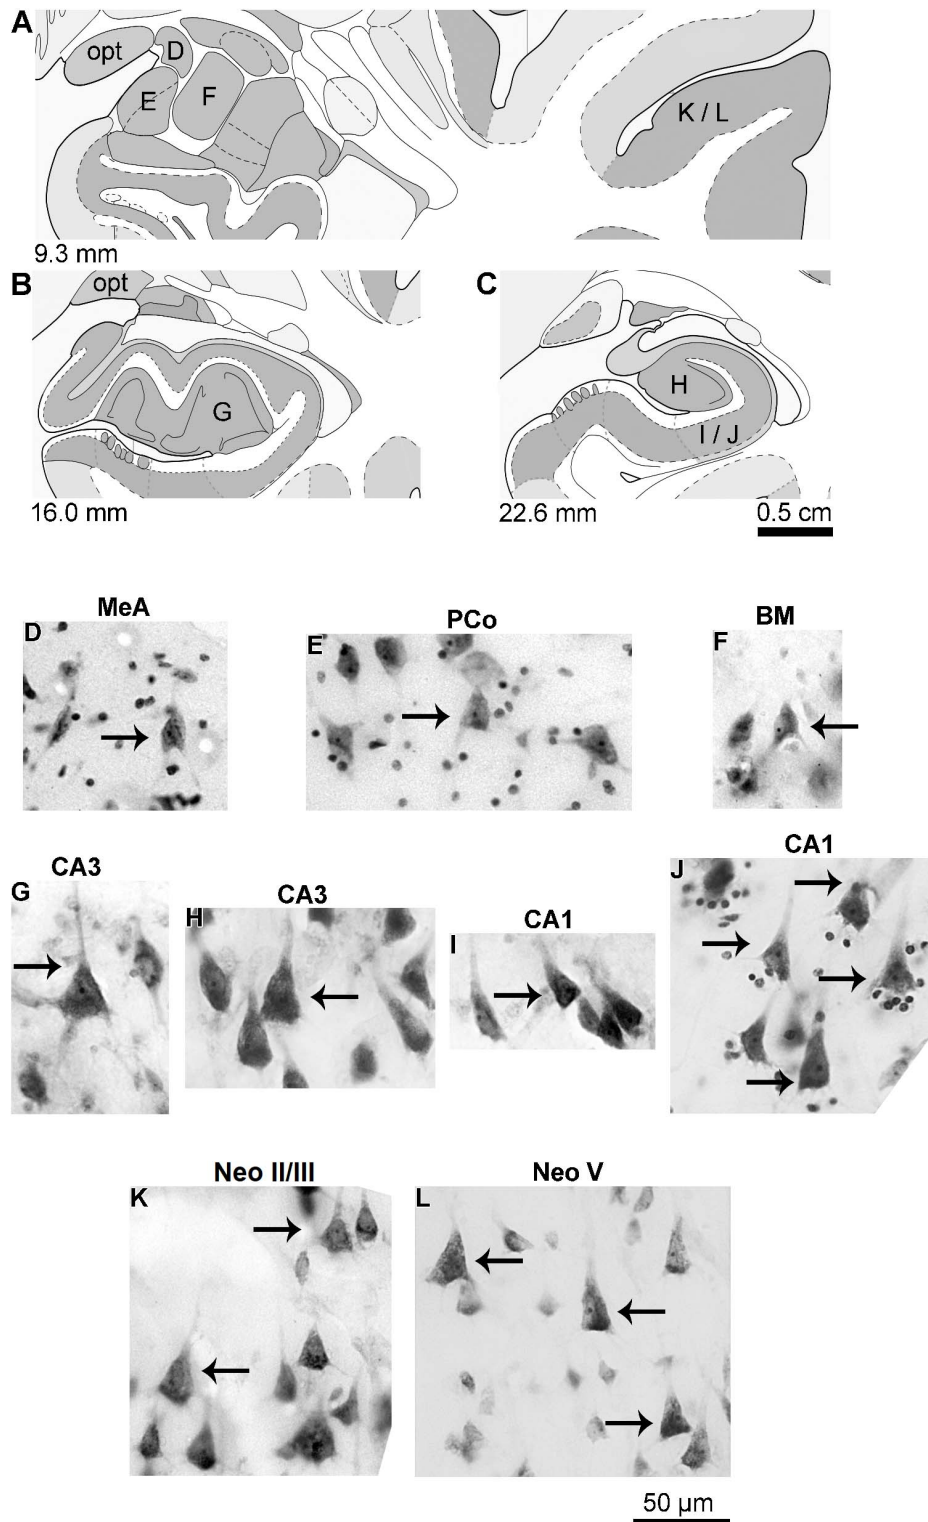 A
opt
D
E
F
K / L
9.3 mm
B
opt
C
G
H
I / J
16.0 mm
22.6 mm
0.5 cm
MeA
D
PCo
E
BM
F
CA3
G
CA3
H
CA1
I
CA1
J
Neo II/III
K
Neo V
L
50 µm